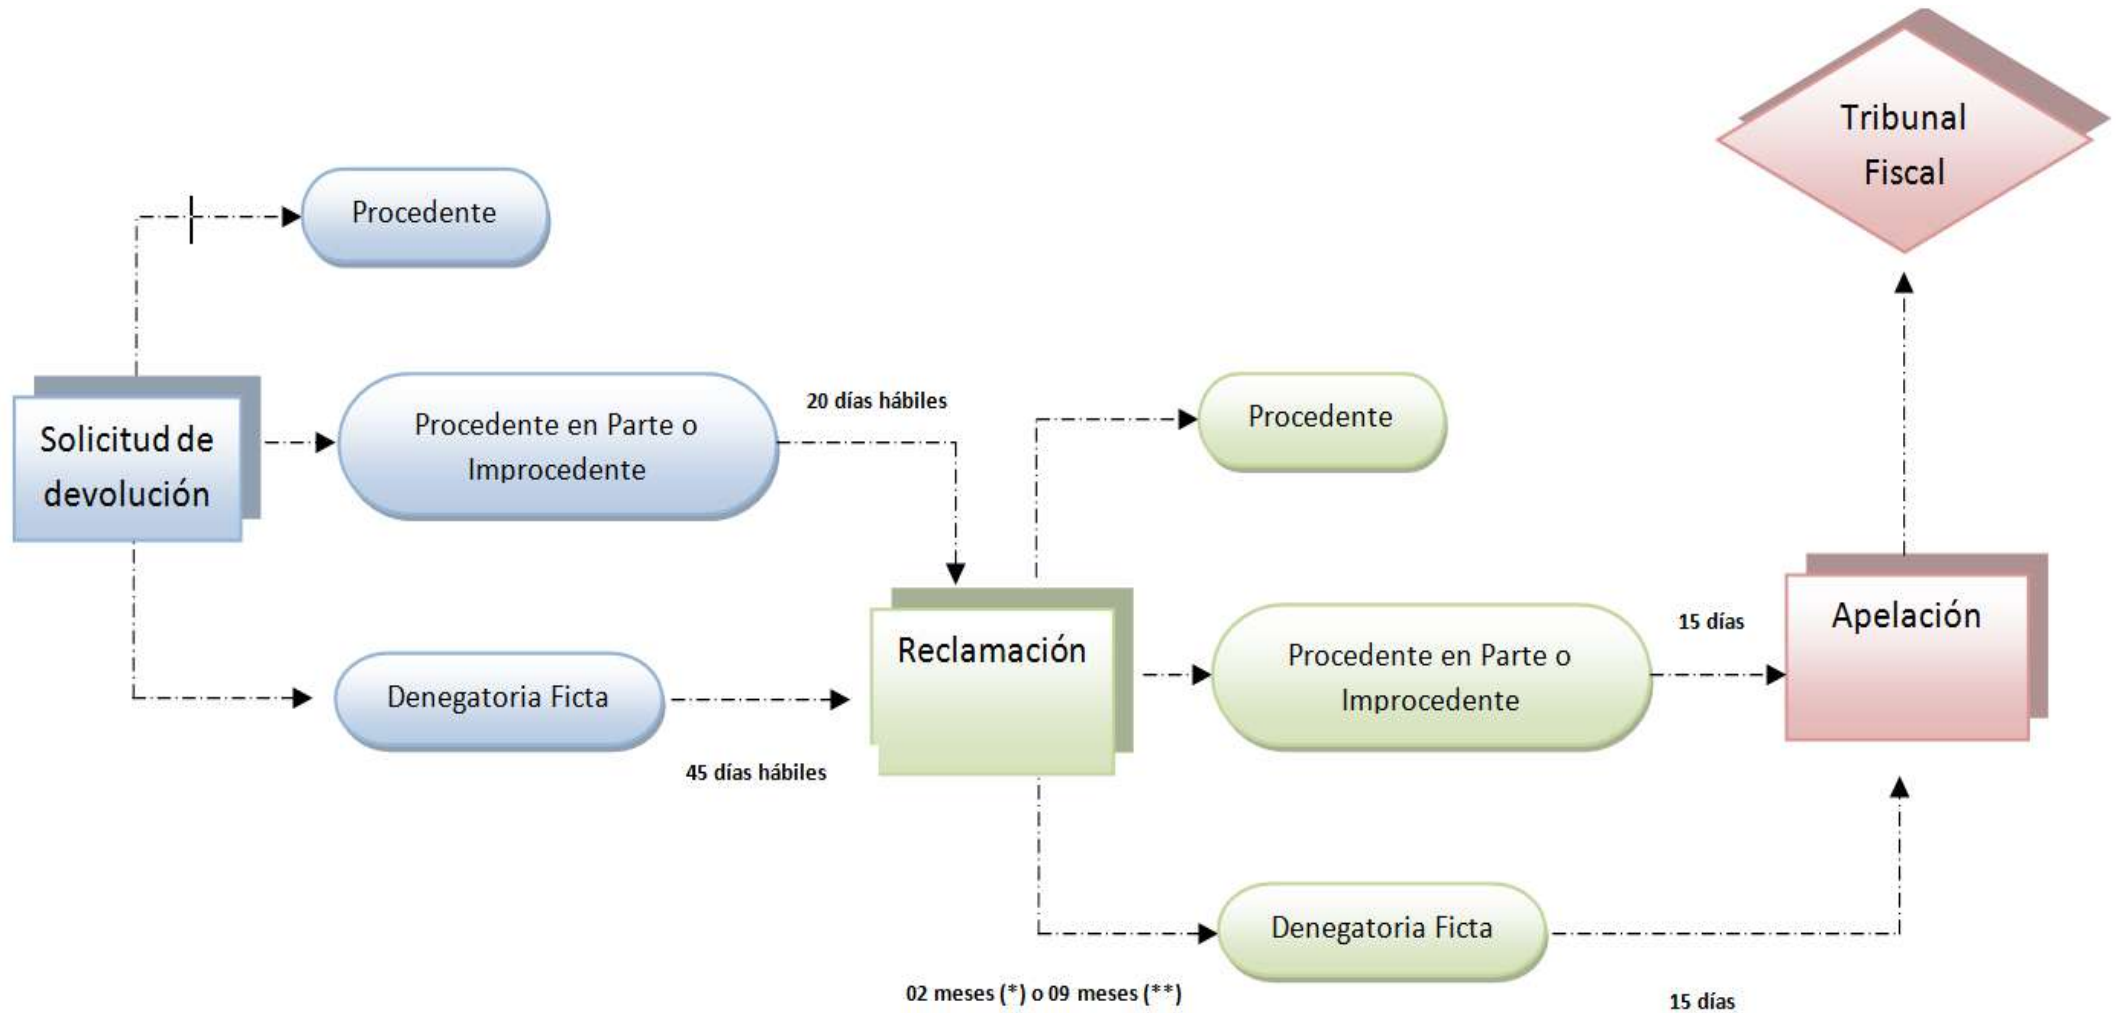 Tribunal
Fiscal
Procedente
Solicitud de
devolución
Procedente en Parte o
Improcedente
20 días hábiles
Procedente
Denegatoria Ficta
45 días hábiles
Reclamación
Procedente en Parte o
Improcedente
15 días
Apelación
Denegatoria Ficta
02 meses (*) o 09 meses (**)
15 días